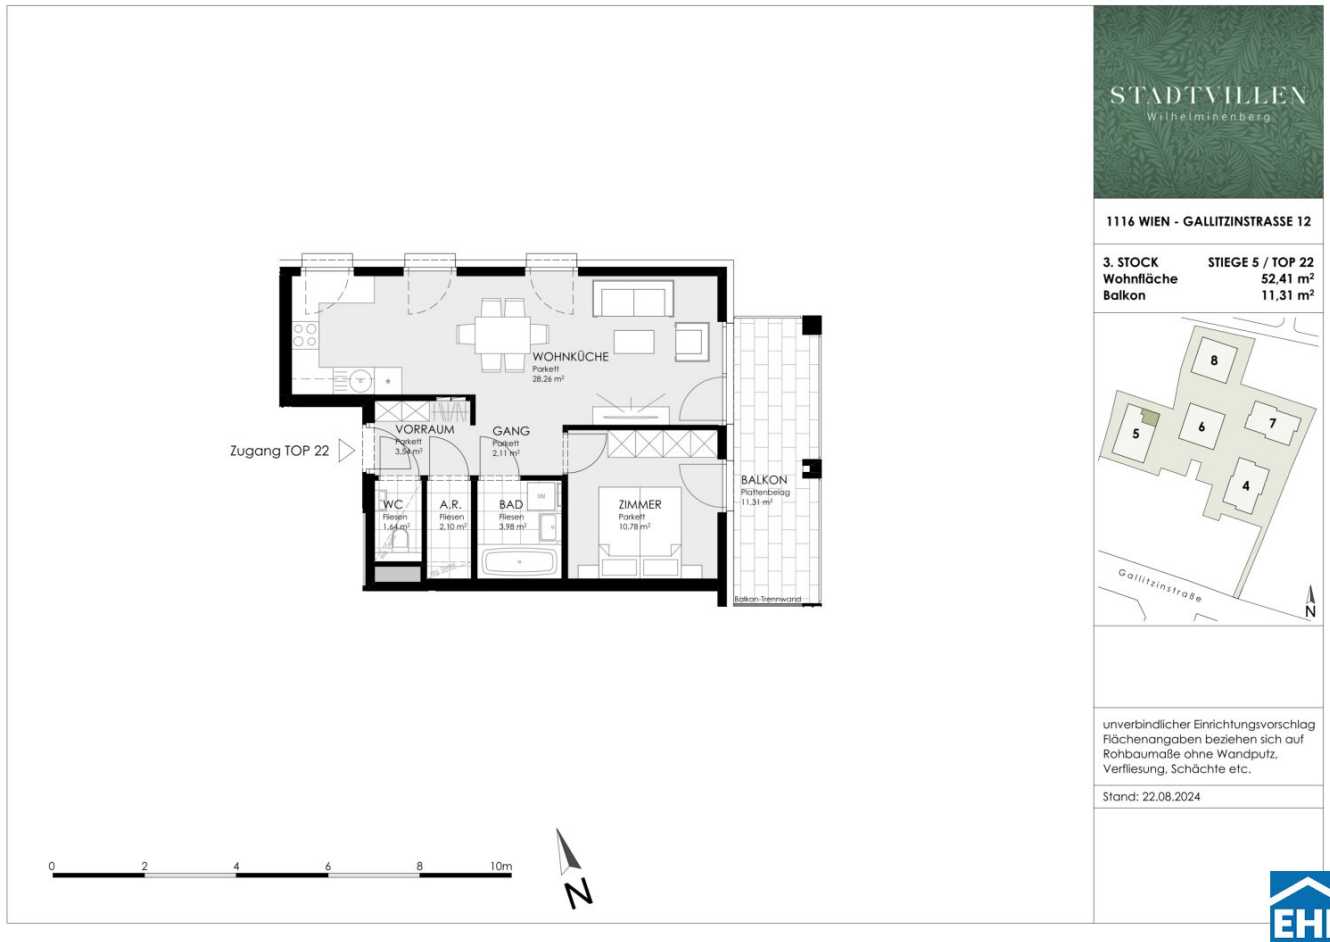 STADTVILLEN
Wilhelminenberg
1116 WIEN - GALLITZINSTRASSE 12
3. STOCK STIEGE 5 / TOP 22
Wohnfläche 52,41 m²
Balkon 11,31 m²
8
5
6
7
4
Gallitzinstraße
N
unverbindlicher Einrichtungsvorschlag
Flächenangaben beziehen sich auf
Rohbaumaße ohne Wandputz,
Verfliesung, Schächte etc.
Stand: 22.08.2024
EHL
WOHNKÜCHE
Parkett
28,26 m²
Zugang TOP 22
VORRAUM
Parkett
3,54 m²
GANG
Parkett
2,11 m²
WC
Fliesen
1,64 m²
A.R.
Fliesen
2,10 m²
BAD
Fliesen
3,98 m²
ZIMMER
Parkett
10,78 m²
BALKON
Plattenbelag
11,31 m²
Balkon-Trennwand
0 2 4 6 8 10m
N